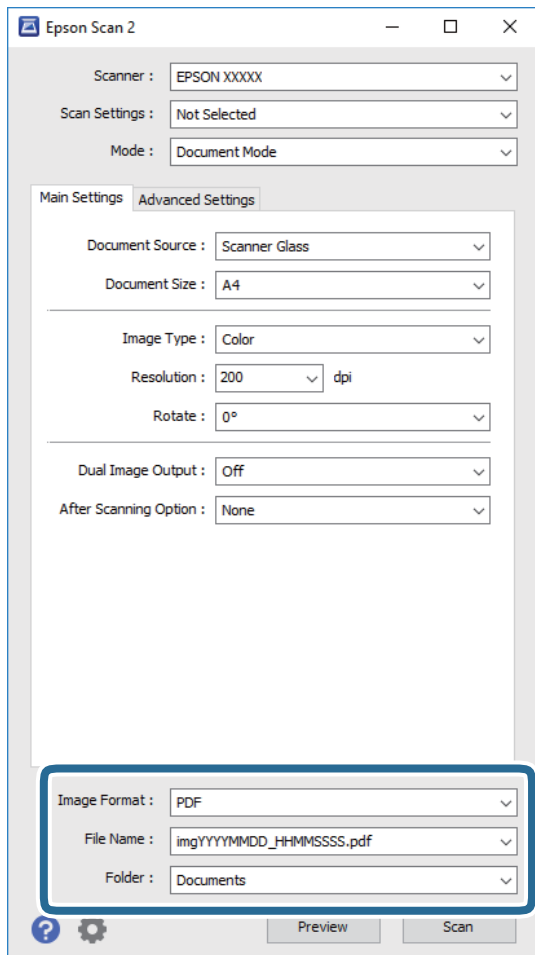 Epson Scan 2
Scanner : EPSON XXXXX
Scan Settings : Not Selected
Mode : Document Mode
Main Settings Advanced Settings
Document Source : Scanner Glass
Document Size : A4
Image Type : Color
Resolution : 200 dpi
Rotate : 0°
Dual Image Output : Off
After Scanning Option : None
Image Format : PDF
File Name : imgYYYYMMDD_HHMMSSSS.pdf
Folder : Documents
? Preview Scan